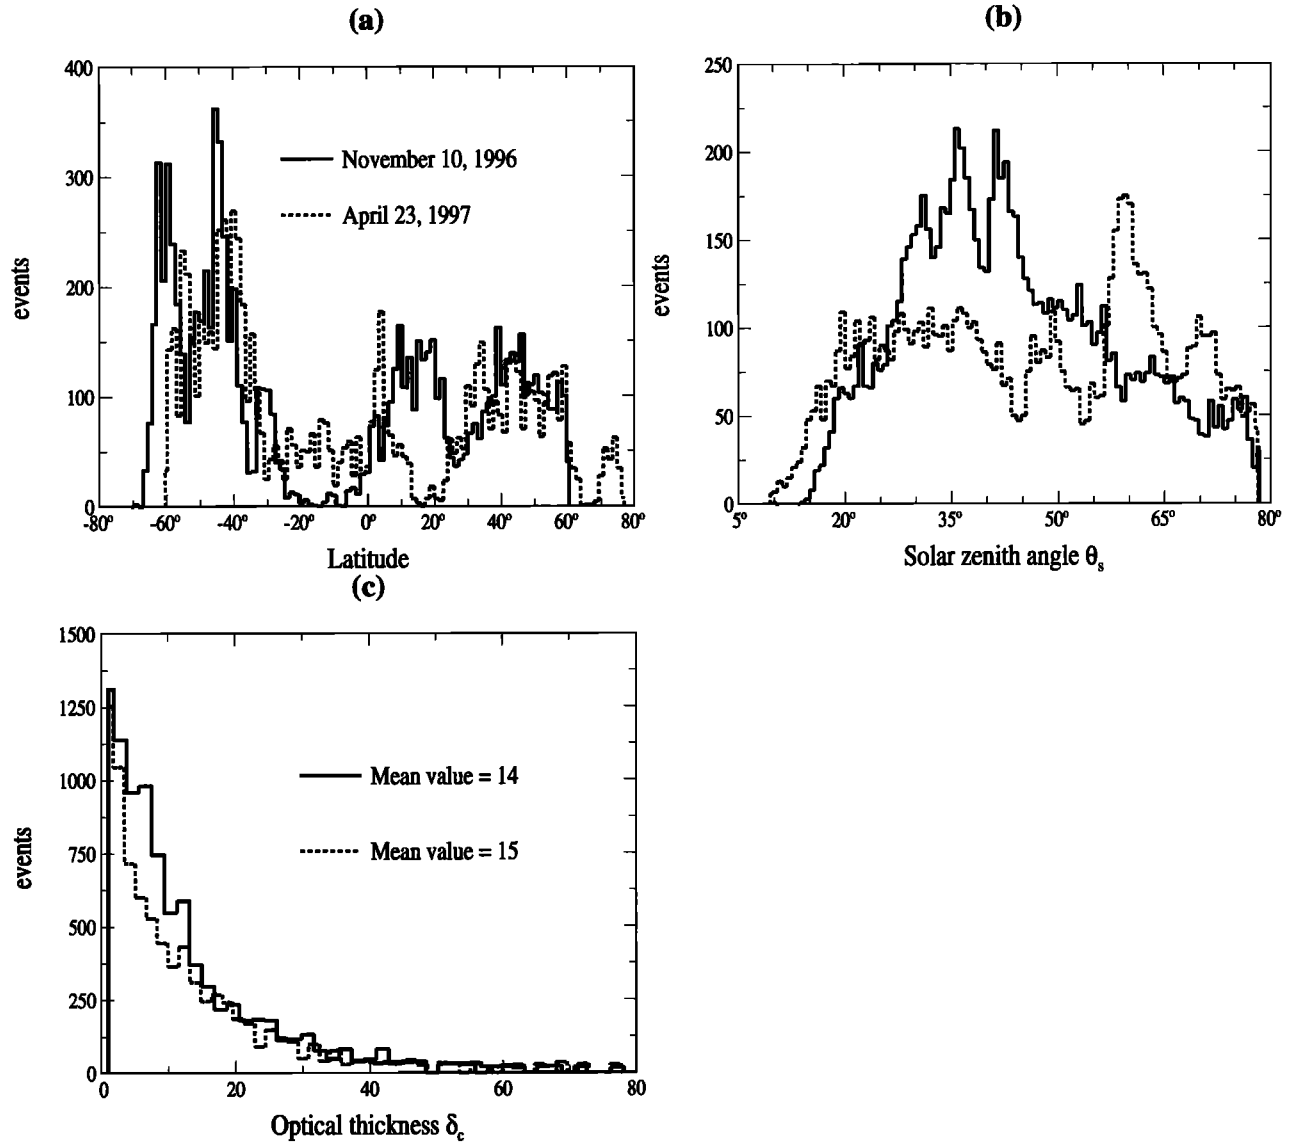 (a)
400
300
200
100
0
events
-80° -60° -40° -20° 0° 20° 40° 60° 80°
Latitude
November 10, 1996
April 23, 1997
(b)
250
200
150
100
50
0
events
5° 20° 35° 50° 65° 80°
Solar zenith angle θs
(c)
1500
1250
1000
750
500
250
0
events
0 20 40 60 80
Optical thickness δc
Mean value = 14
Mean value = 15